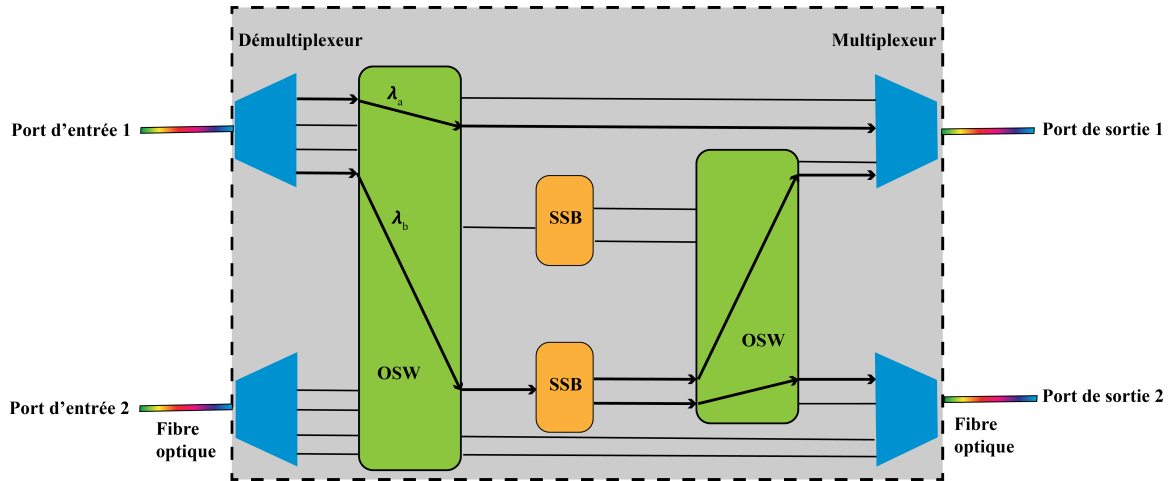 Démultiplexeur
Multiplexeur
λa
Port d’entrée 1
Port de sortie 1
SSB
λb
OSW
OSW
SSB
Port d’entrée 2
Port de sortie 2
Fibre
optique
Fibre
optique